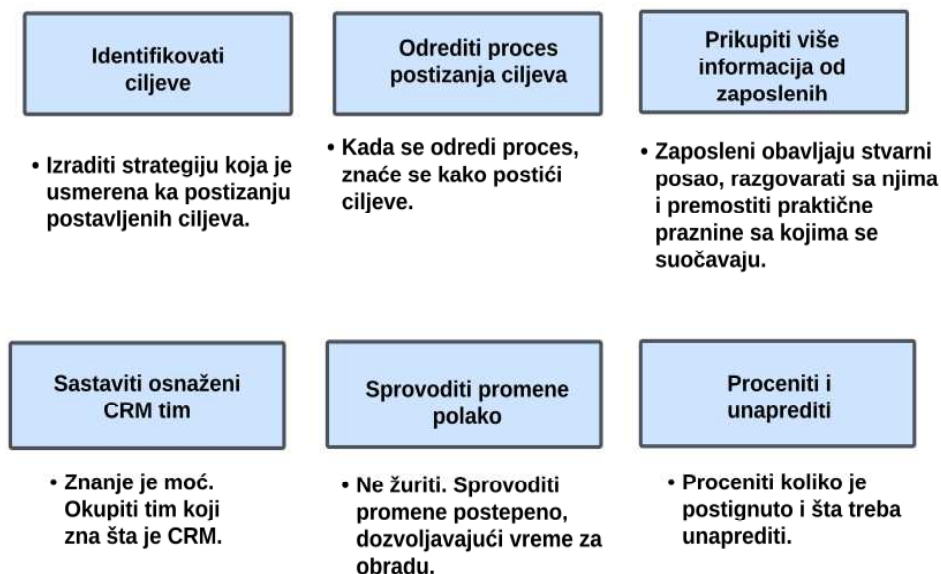 Identifikovati
ciljeve
Odrediti proces
postizanja ciljeva
Prikupiti više
informacija od
zaposlenih
• Izraditi strategiju koja je
usmerena ka postizanju
postavljenih ciljeva.
• Kada se odredi proces,
znaće se kako postići
ciljeve.
• Zaposleni obavljaju stvarni
posao, razgovarati sa njima
i premostiti praktične
praznine sa kojima se
suočavaju.
Sastaviti osnaženi
CRM tim
Sprovoditi promene
polako
Proceniti i
unaprediti
• Znanje je moć.
Okupiti tim koji
zna šta je CRM.
• Ne žuriti. Sprovoditi
promene postepeno,
dozvoljavajući vreme za
obradu.
• Proceniti koliko je
postignuto i šta treba
unaprediti.